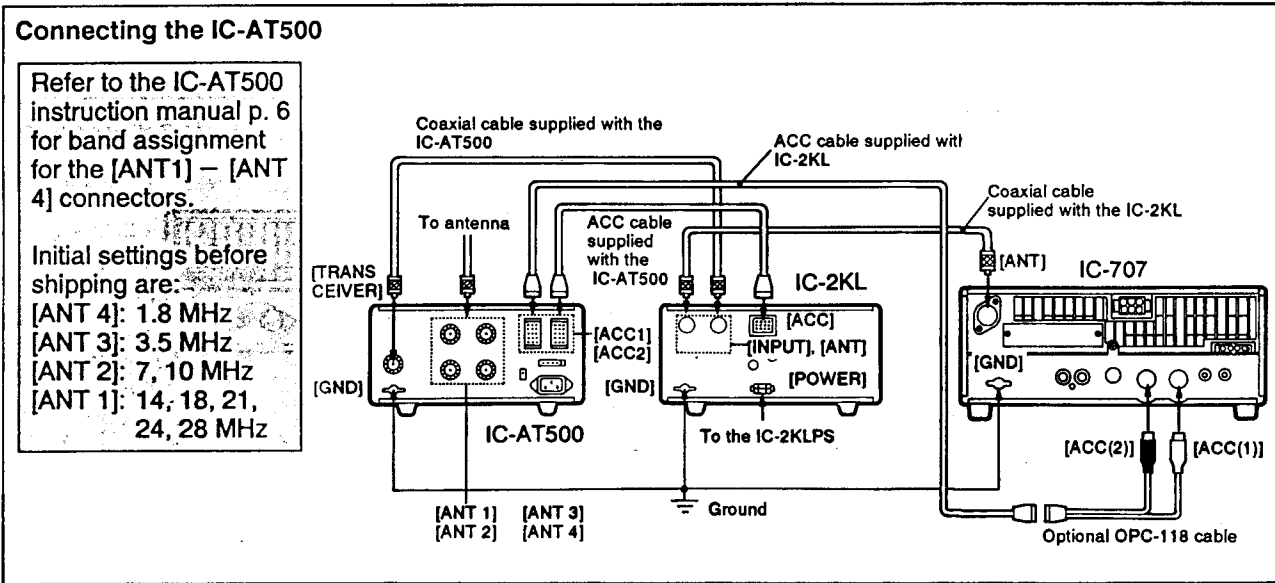 Connecting the IC-AT500
Refer to the IC-AT500
instruction manual p. 6
for band assignment
for the [ANT1] – [ANT
4] connectors.
Initial settings before
shipping are:
[ANT 4]: 1.8 MHz
[ANT 3]: 3.5 MHz
[ANT 2]: 7, 10 MHz
[ANT 1]: 14, 18, 21,
24, 28 MHz
Coaxial cable supplied with the
IC-AT500
ACC cable supplied with
IC-2KL
Coaxial cable
supplied with the IC-2KL
To antenna
ACC cable
supplied
with the
IC-AT500
[TRANS
CEIVER]
IC-2KL
[ANT]
IC-707
[ACC1]
[ACC2]
[ACC]
[INPUT], [ANT]
[GND]
[GND]
[POWER]
[GND]
IC-AT500
To the IC-2KLPS
[ACC(2)]
[ACC(1)]
[ANT 1]
[ANT 2]
[ANT 3]
[ANT 4]
Ground
Optional OPC-118 cable